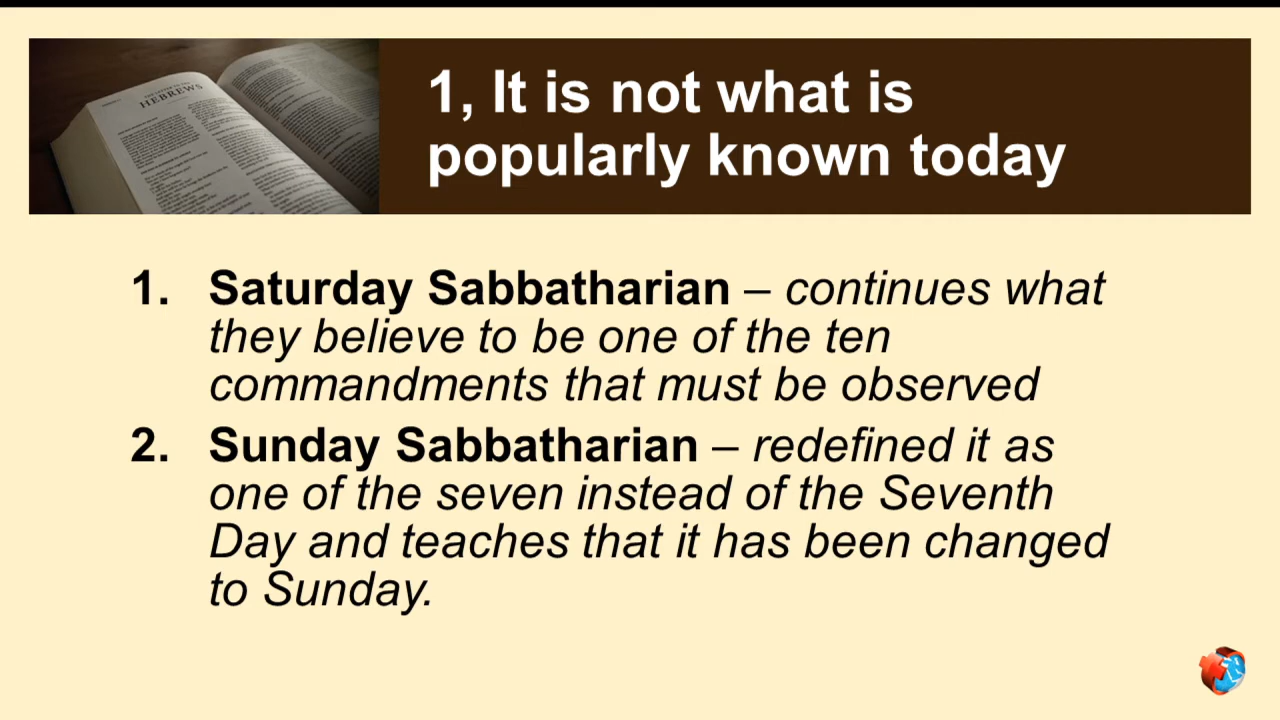 HEBREWS
1, It is not what is
popularly known today
1. Saturday Sabbatharian – continues what
they believe to be one of the ten
commandments that must be observed
2. Sunday Sabbatharian – redefined it as
one of the seven instead of the Seventh
Day and teaches that it has been changed
to Sunday.